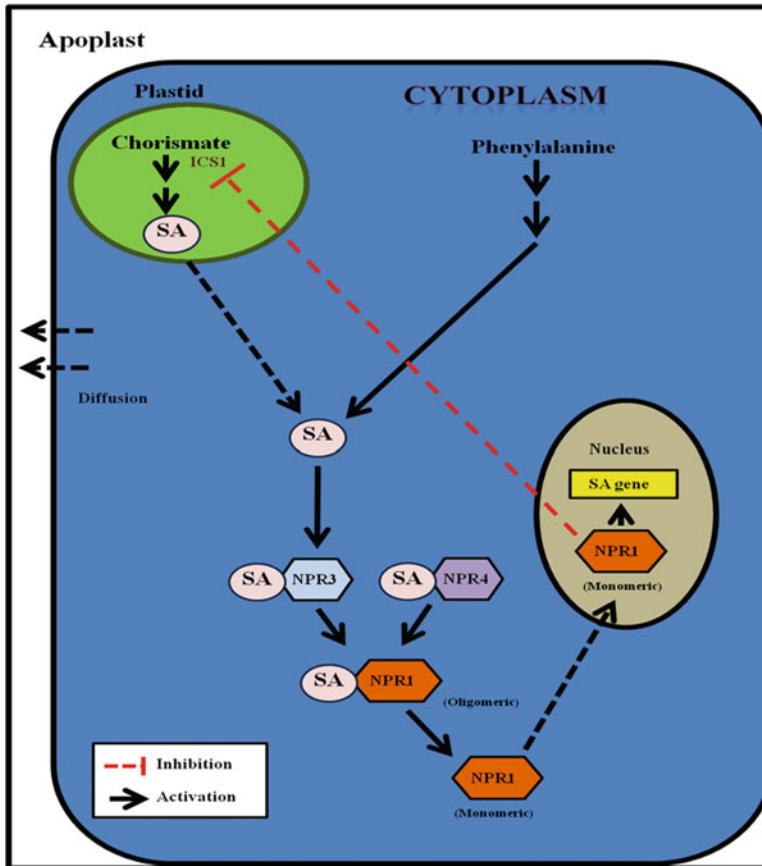 Apoplast
Plastid
CYTOPLASM
Chorismate
ICS1
Phenylalanine
SA
Diffusion
SA
Nucleus
SA gene
NPR1
(Monomeric)
SA NPR3
SA NPR4
SA NPR1
(Oligomeric)
NPR1
(Monomeric)
Inhibition
Activation